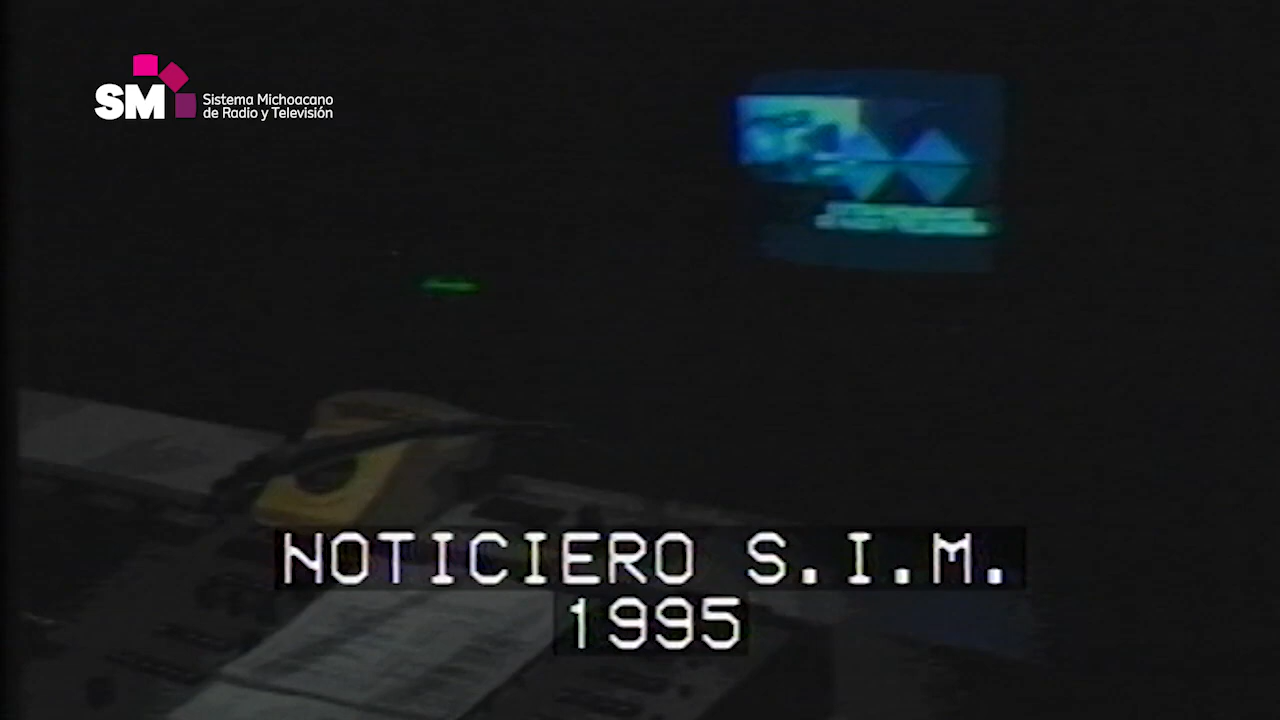 SM
Sistema Michoacano
de Radio y Televisión
NOTICIERO S.I.M.
1995